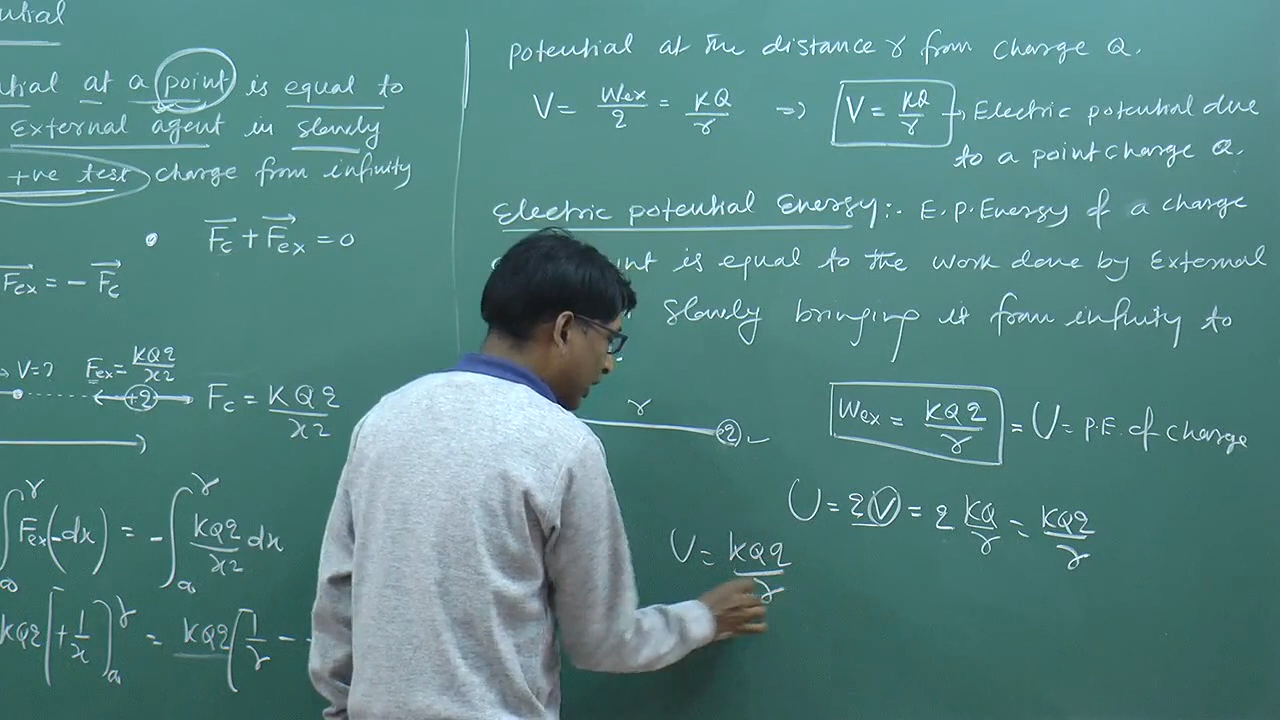 potential at the distance r from charge Q.
V = Wex/q = KQ/r ⇒ V = KQ/r → Electric potential due
to a point charge Q.
Electric potential Energy:- E.P.Energy of a charge
is equal to the work done by External
slowly bringing it from infinity to
r
Wex = KQq/r = U = P.E. of charge
U = qV = q KQ/r = KQq/r
U = KQq/r
at a point is equal to
External agent in slowly
+ve test charge from infinity
Fc + Fex = 0
Fex = - Fc
V=? Fex = KQq/x2
+q Fc = KQq/x2
Fex(-dx) = - KQq/x2 dx
KQq[+1/x] = KQq(1/r -